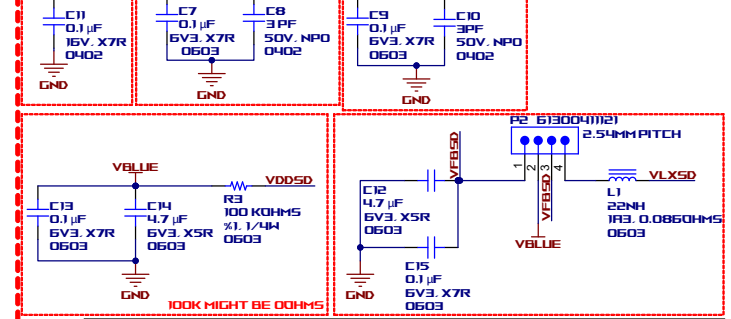 C11
0.1 µF
16V, X7R
0402
GND
C7
0.1 µF
6V3, X7R
0603
C8
3PF
50V, NPO
0402
GND
C9
0.1 µF
6V3, X7R
0603
C10
3PF
50V, NPO
0402
GND
VBLUE
VDDSD
C13
0.1 µF
6V3, X7R
0603
C14
4.7 µF
6V3, X5R
0603
R3
100 KOHMS
%1, 1/4W
0603
GND
100K MIGHT BE 0OHMS
P2 61300411121
2.54MM PITCH
1
2
3
4
VFBSD
VFBSD
VBLUE
C12
4.7 µF
6V3, X5R
0603
C15
0.1 µF
6V3, X7R
0603
GND
VLXSD
L1
22NH
1A3, 0.086OHMS
0603